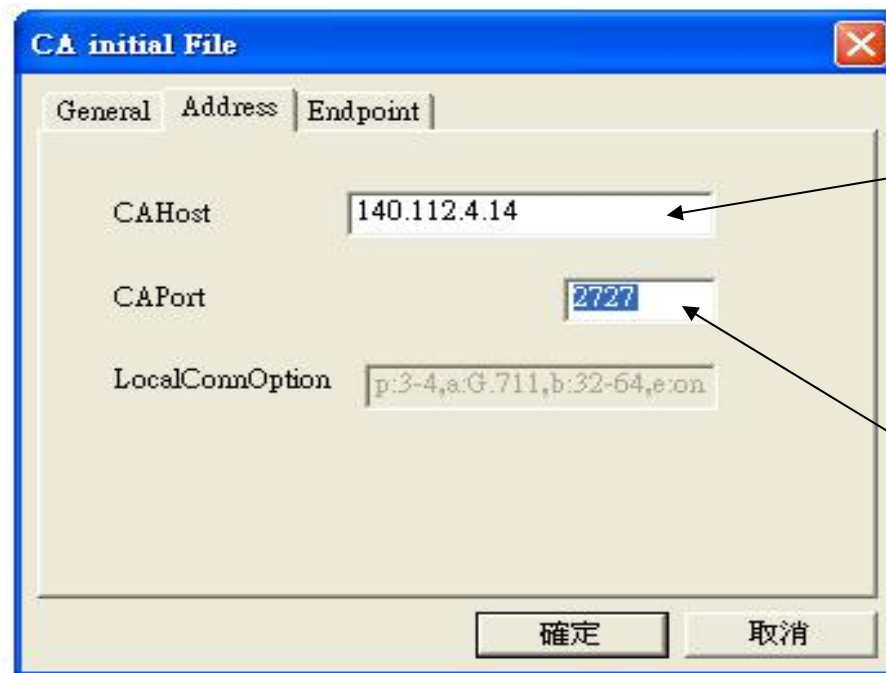 CA initial File
General Address Endpoint
CAHost 140.112.4.14
CAPort 2727
LocalConnOption p:3-4,a:G.711,b:32-64,e:on
確定 取消